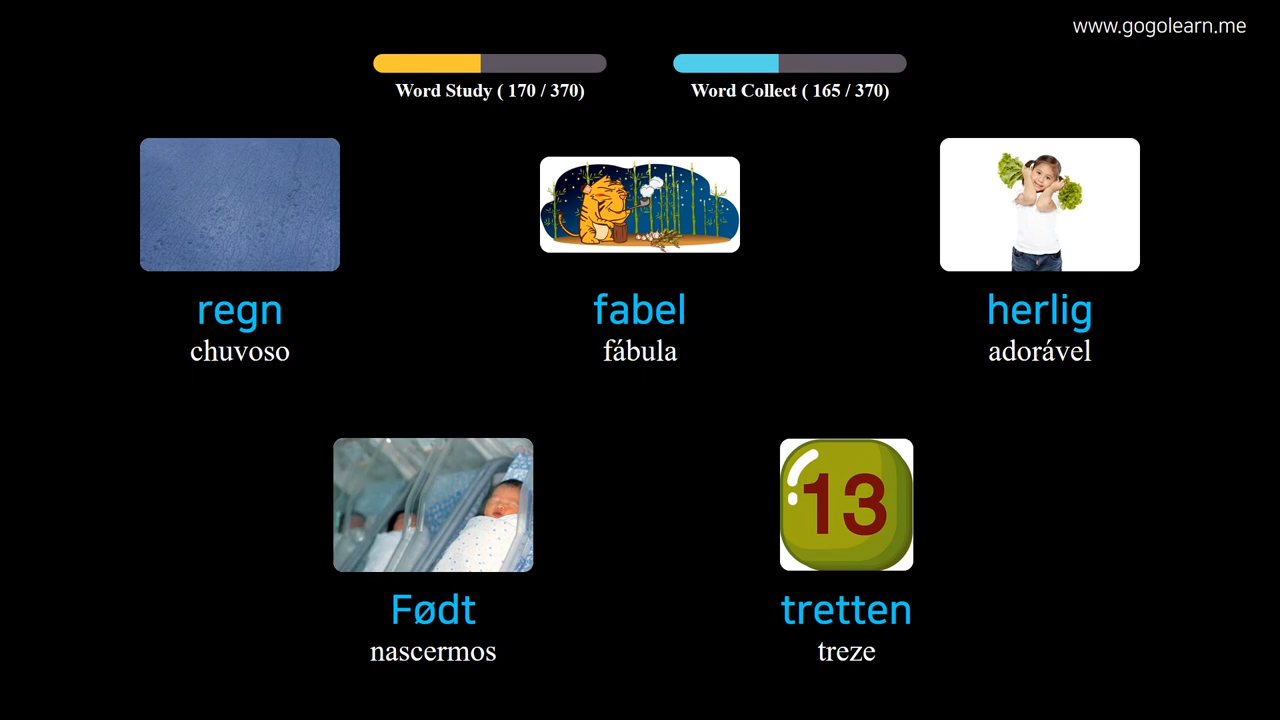 www.gogolearn.me
Word Study ( 170 / 370)
Word Collect ( 165 / 370)
regn
chuvoso
fabel
fábula
herlig
adorável
Født
nascermos
13
tretten
treze